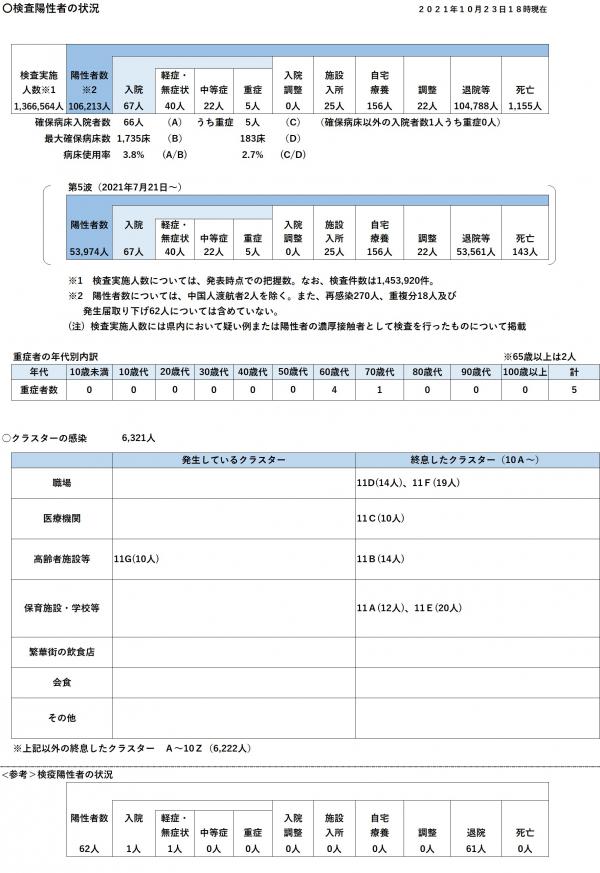 〇検査陽性者の状況
２０２１年１０月２３日１８時現在
検査実施人数※1 陽性者数※2 入院 軽症・無症状 中等症 重症 入院調整 施設入所 自宅療養 調整 退院等 死亡
1,366,564人 106,213人 67人 40人 22人 5人 0人 25人 156人 22人 104,788人 1,155人
確保病床入院者数 66人 （A） うち重症 5人 （C） （確保病床以外の入院者数1人うち重症0人）
最大確保病床数 1,735床 （B） 183床 （D）
病床使用率 3.8% （A/B） 2.7% （C/D）
第5波（2021年7月21日～）
陽性者数 入院 軽症・無症状 中等症 重症 入院調整 施設入所 自宅療養 調整 退院等 死亡
53,974人 67人 40人 22人 5人 0人 25人 156人 22人 53,561人 143人
※1 検査実施人数については、発表時点での把握数。なお、検査件数は1,453,920件。
※2 陽性者数については、中国人渡航者2人を除く。また、再感染270人、重複分18人及び
発生届取り下げ62人については含めていない。
（注）検査実施人数には県内において疑い例または陽性者の濃厚接触者として検査を行ったものについて掲載
重症者の年代別内訳 ※65歳以上は2人
年代 10歳未満 10歳代 20歳代 30歳代 40歳代 50歳代 60歳代 70歳代 80歳代 90歳代 100歳以上 計
重症者数 0 0 0 0 0 0 4 1 0 0 0 5
〇クラスターの感染 6,321人
発生しているクラスター 終息したクラスター（10Ａ～）
職場 11D(14人)、11Ｆ(19人)
医療機関 11Ｃ(10人)
高齢者施設等 11G(10人) 11Ｂ(14人)
保育施設・学校等 11Ａ(12人)、11Ｅ(20人)
繁華街の飲食店
会食
その他
※上記以外の終息したクラスター Ａ～10Ｚ（6,222人）
<参考＞検疫陽性者の状況
陽性者数 入院 軽症・無症状 中等症 重症 入院調整 施設入所 自宅療養 調整 退院 死亡
62人 1人 1人 0人 0人 0人 0人 0人 0人 61人 0人